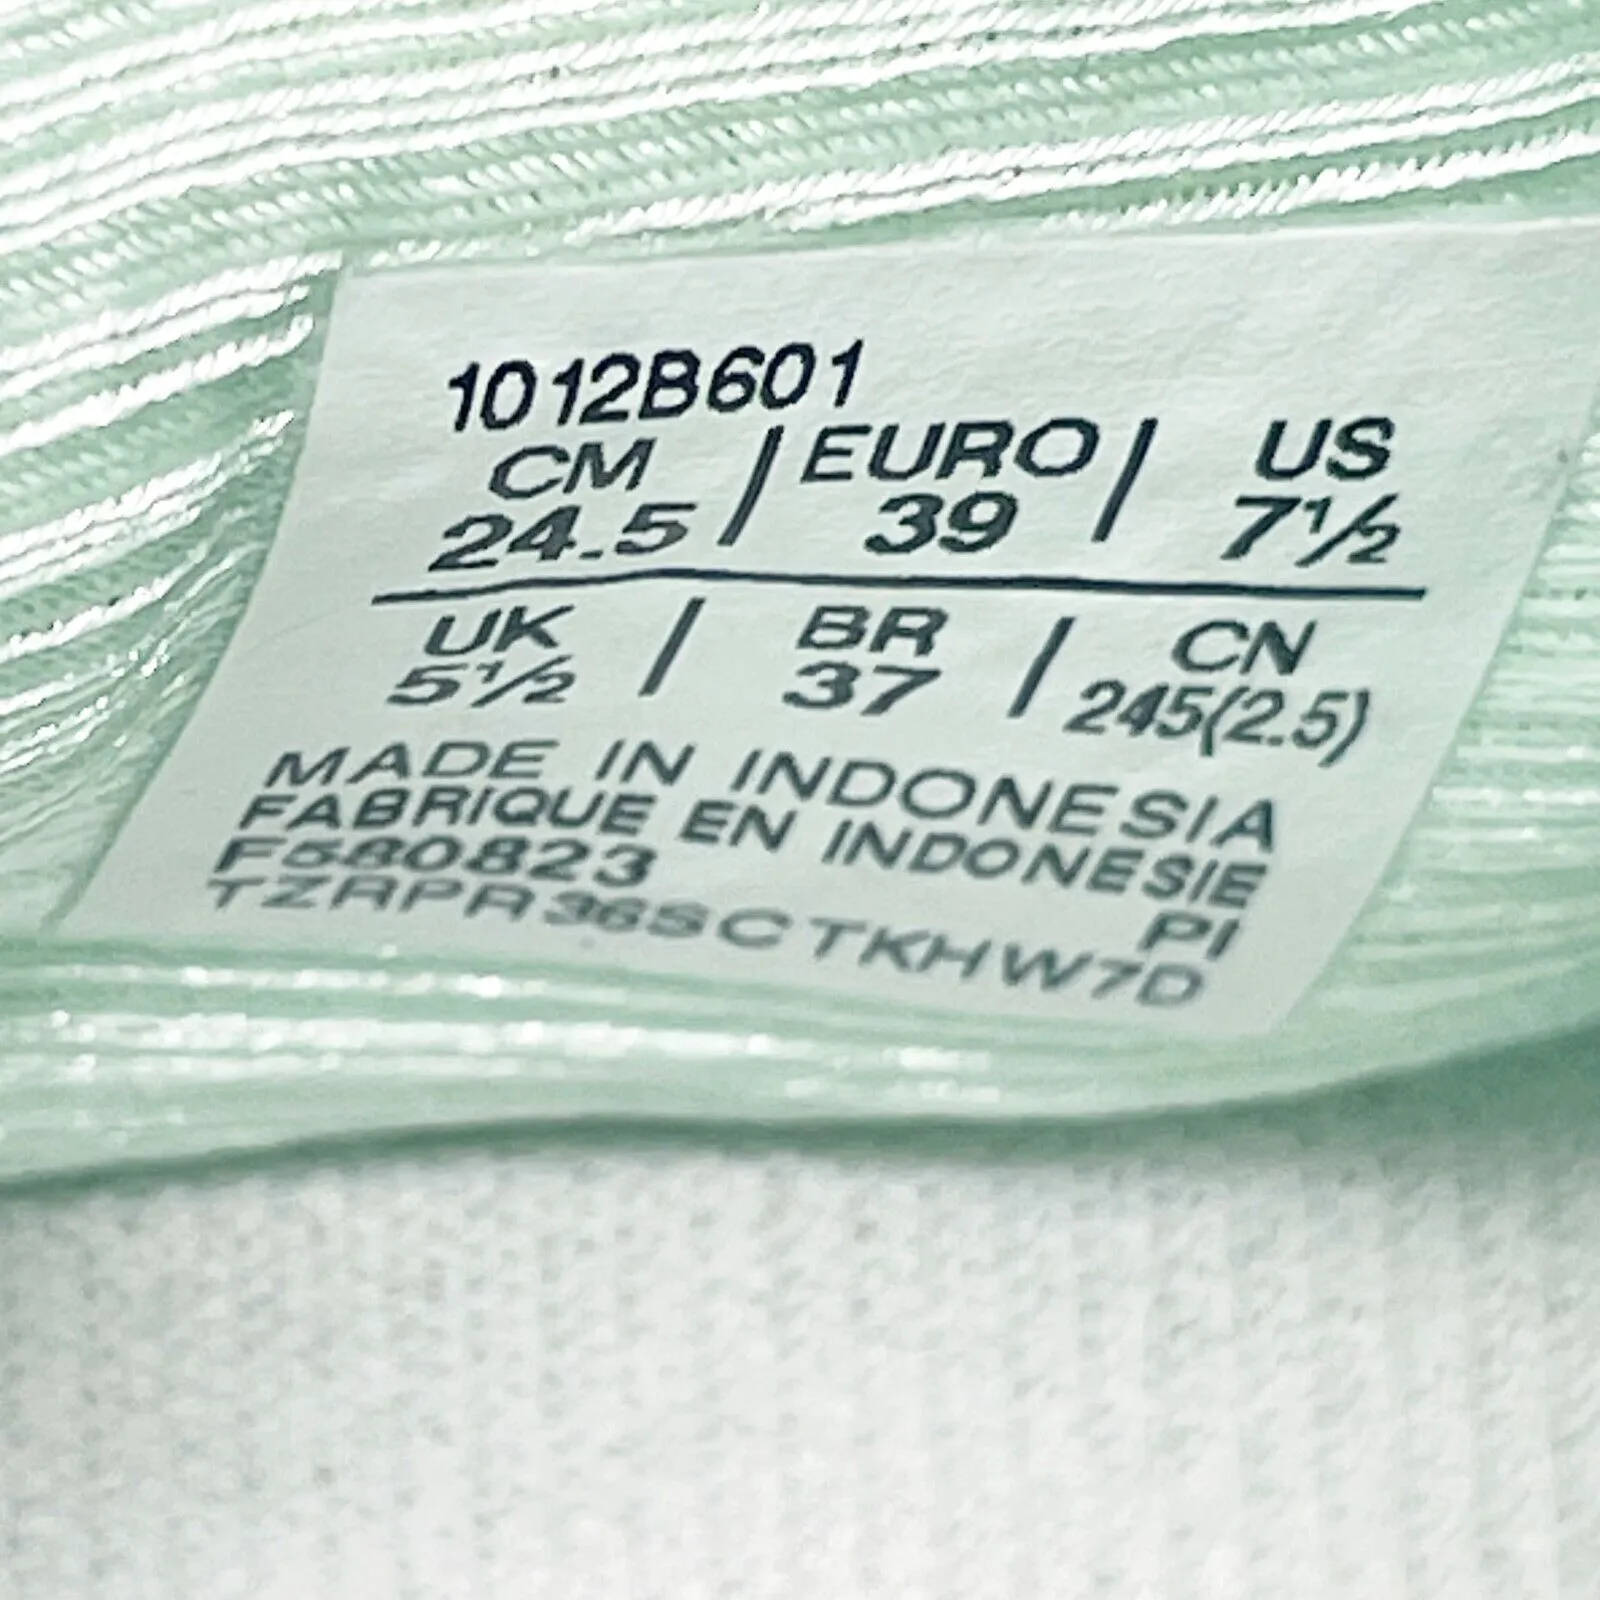 1012B601
CM | EURO | US
24.5 | 39 | 7½
UK | BR | CN
5½ | 37 | 245(2.5)
MADE IN INDONESIA
FABRIQUE EN INDONESIE
F580823 PI
TZRPR36SCTKHW7D